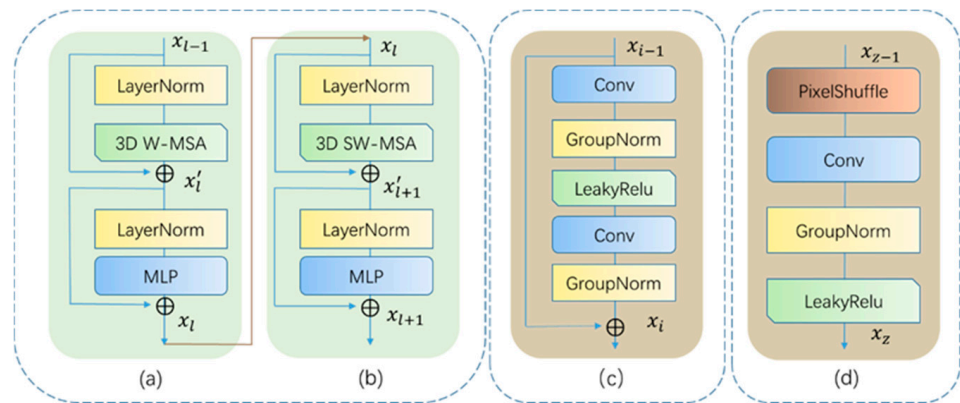 x_{l-1}
LayerNorm
3D W-MSA
x'_l
LayerNorm
MLP
x_l
(a)
x_l
LayerNorm
3D SW-MSA
x'_{l+1}
LayerNorm
MLP
x_{l+1}
(b)
x_{i-1}
Conv
GroupNorm
LeakyRelu
Conv
GroupNorm
x_i
(c)
x_{z-1}
PixelShuffle
Conv
GroupNorm
LeakyRelu
x_z
(d)